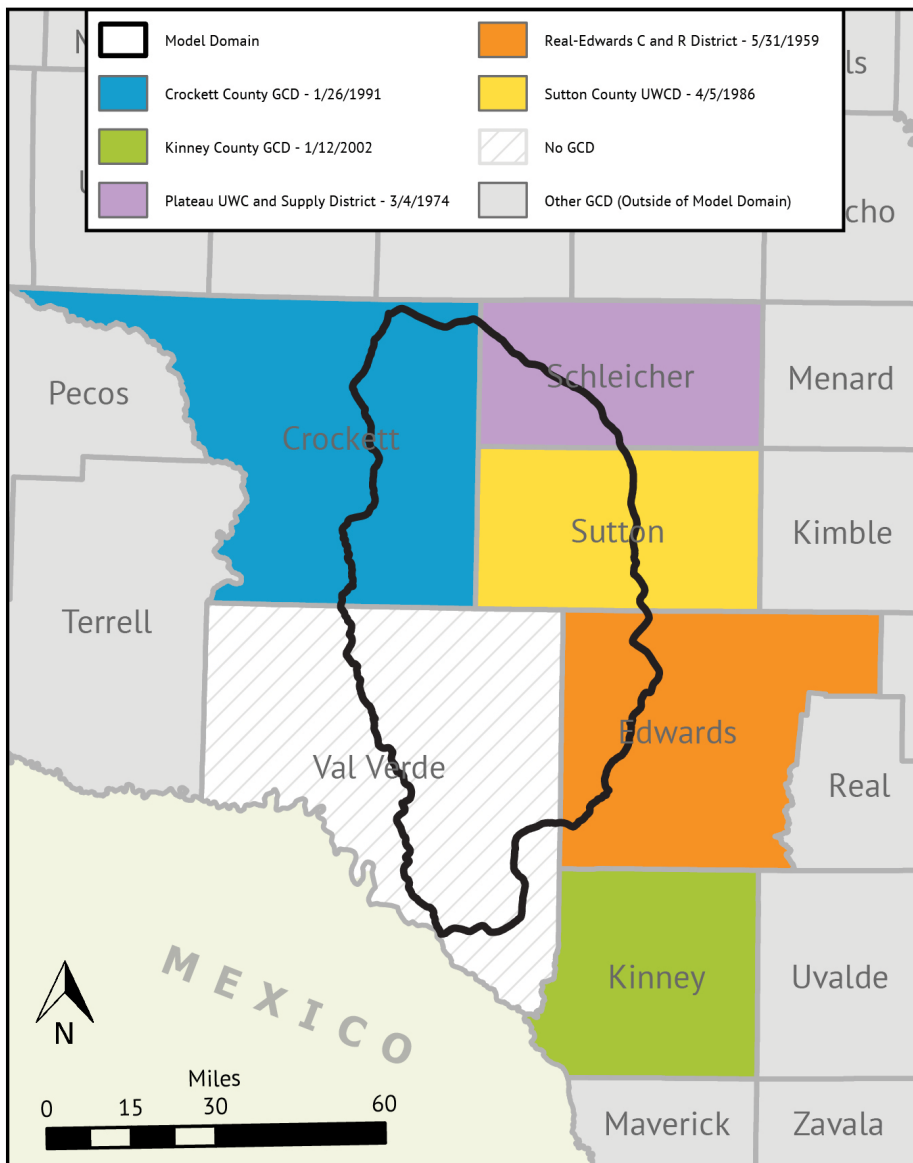 Model Domain
Real-Edwards C and R District - 5/31/1959
Crockett County GCD - 1/26/1991
Sutton County UWCD - 4/5/1986
Kinney County GCD - 1/12/2002
No GCD
Plateau UWC and Supply District - 3/4/1974
Other GCD (Outside of Model Domain)
Schleicher
Pecos
Menard
Crockett
Sutton
Kimble
Terrell
Edwards
Val Verde
Real
MEXICO
Kinney
Uvalde
N
Miles
0 15 30 60
Maverick
Zavala